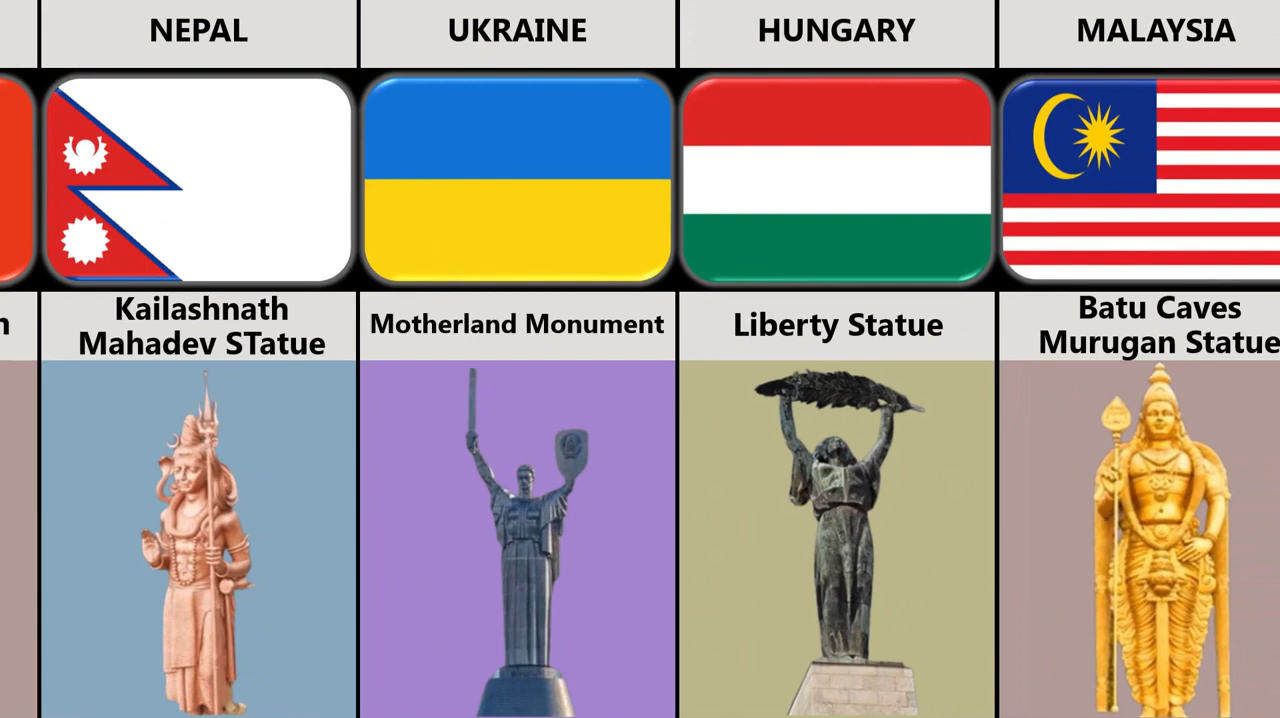 NEPAL
UKRAINE
HUNGARY
MALAYSIA
Kailashnath
Mahadev STatue
Motherland Monument
Liberty Statue
Batu Caves
Murugan Statue